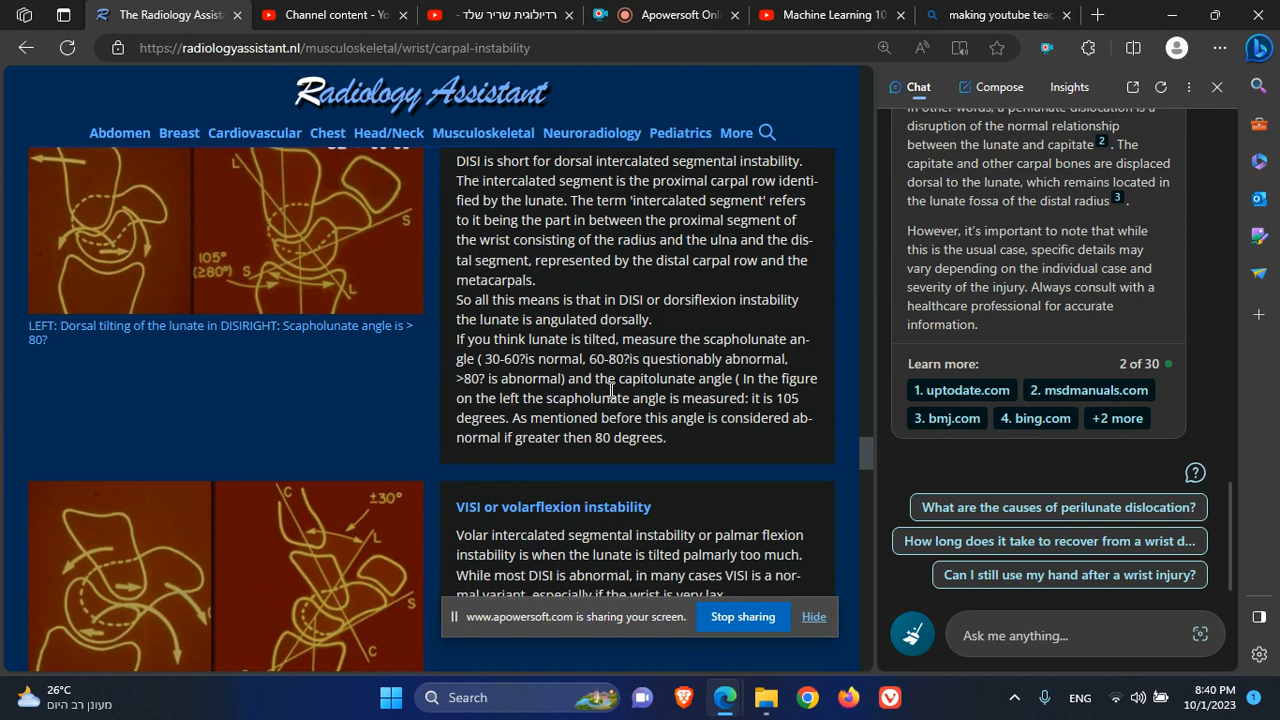 The Radiology Assist
Channel content - Yo
רדיולוגית שריר שלד -
Apowersoft Onl
Machine Learning 10
making youtube teac
https://radiologyassistant.nl/musculoskeletal/wrist/carpal-instability
Radiology Assistant
Abdomen Breast Cardiovascular Chest Head/Neck Musculoskeletal Neuroradiology Pediatrics More
L
S
105°
(≥80°)
S
L
LEFT: Dorsal tilting of the lunate in DISIRIGHT: Scapholunate angle is >
80?
DISI is short for dorsal intercalated segmental instability.
The intercalated segment is the proximal carpal row identi-
fied by the lunate. The term 'intercalated segment' refers
to it being the part in between the proximal segment of
the wrist consisting of the radius and the ulna and the dis-
tal segment, represented by the distal carpal row and the
metacarpals.
So all this means is that in DISI or dorsiflexion instability
the lunate is angulated dorsally.
If you think lunate is tilted, measure the scapholunate an-
gle ( 30-60?is normal, 60-80?is questionably abnormal,
>80? is abnormal) and the capitolunate angle ( In the figure
on the left the scapholunate angle is measured: it is 105
degrees. As mentioned before this angle is considered ab-
normal if greater then 80 degrees.
C
±30°
L
S
C
VISI or volarflexion instability
Volar intercalated segmental instability or palmar flexion
instability is when the lunate is tilted palmarly too much.
While most DISI is abnormal, in many cases VISI is a nor-
mal variant, especially if the wrist is very lax.
www.apowersoft.com is sharing your screen.
Stop sharing
Hide
Chat
Compose
Insights
In other words, a perilunate dislocation is a
disruption of the normal relationship
between the lunate and capitate 2 . The
capitate and other carpal bones are displaced
dorsal to the lunate, which remains located in
the lunate fossa of the distal radius 3 .
However, it's important to note that while
this is the usual case, specific details may
vary depending on the individual case and
severity of the injury. Always consult with a
healthcare professional for accurate
information.
Learn more:
2 of 30
1. uptodate.com
2. msdmanuals.com
3. bmj.com
4. bing.com
+2 more
What are the causes of perilunate dislocation?
How long does it take to recover from a wrist d...
Can I still use my hand after a wrist injury?
Ask me anything...
26°C
מעונן רב היום
Search
ENG
8:40 PM
10/1/2023
1